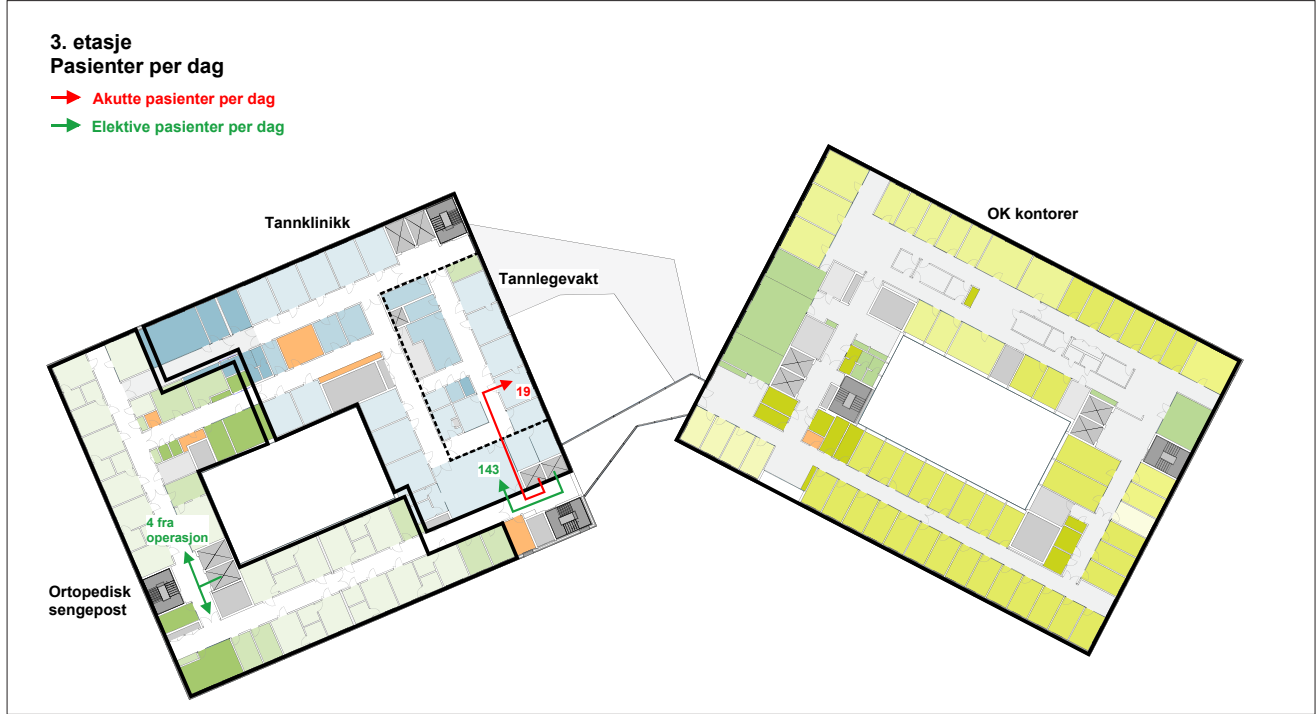 3. etasje
Pasienter per dag
Akutte pasienter per dag
Elektive pasienter per dag
Tannklinikk
OK kontorer
Tannlegevakt
19
143
4 fra
operasjon
Ortopedisk
sengepost